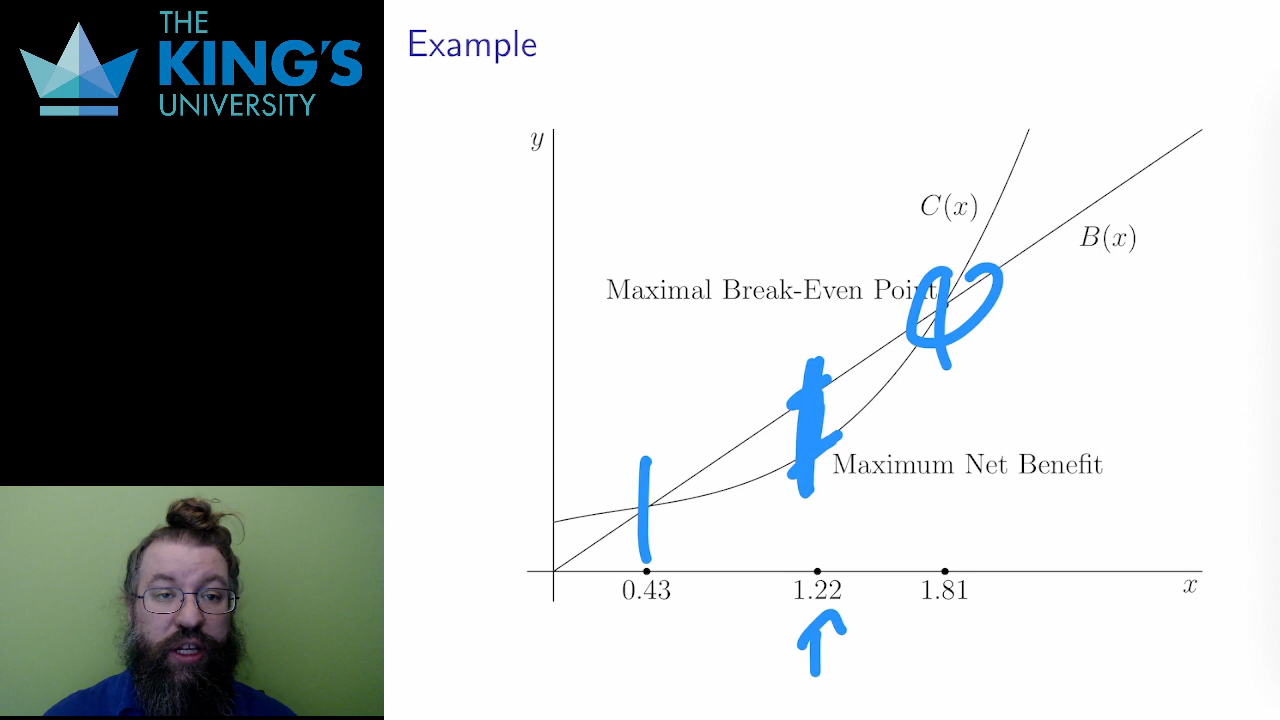 THE
KING'S
UNIVERSITY
Example
y
C(x)
B(x)
Maximal Break-Even Point
Maximum Net Benefit
0.43 1.22 1.81 x